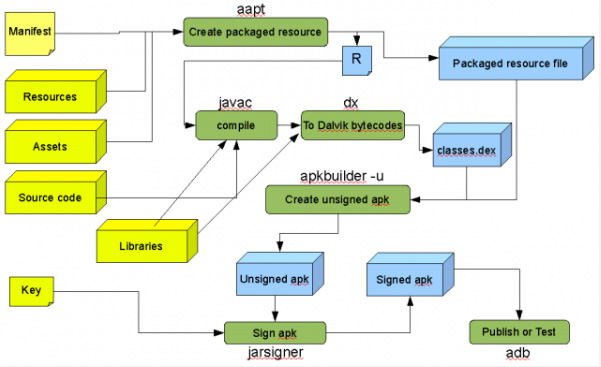 aapt
Manifest
Create packaged resource
R
Packaged resource file
Resources
javac
dx
compile
To Dalvik bytecodes
Assets
classes.dex
Source code
apkbuilder -u
Create unsigned apk
Libraries
Unsigned apk
Signed apk
Key
Sign apk
Publish or Test
jarsigner
adb